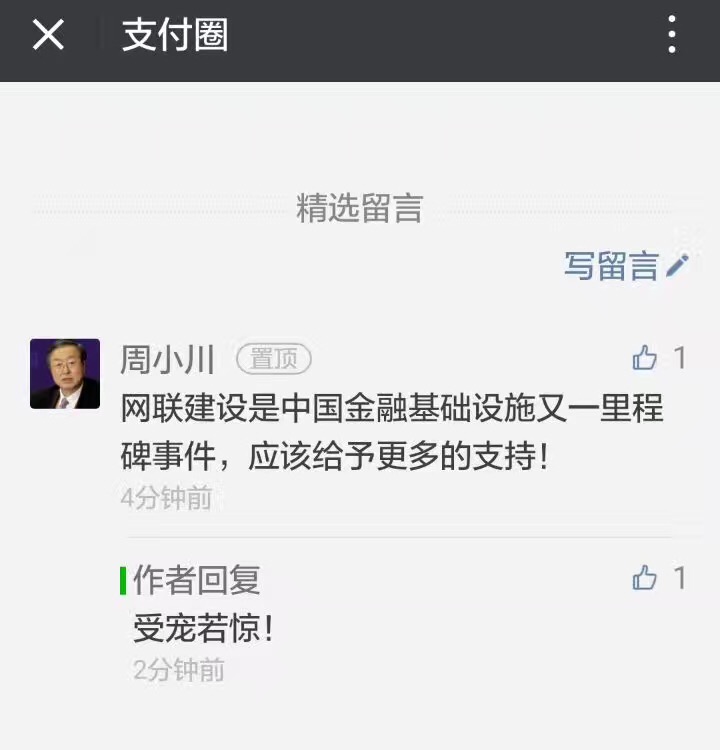 支付圈
精选留言
写留言
周小川 置顶 1
网联建设是中国金融基础设施又一里程
碑事件，应该给予更多的支持！
4分钟前
作者回复 1
受宠若惊！
2分钟前